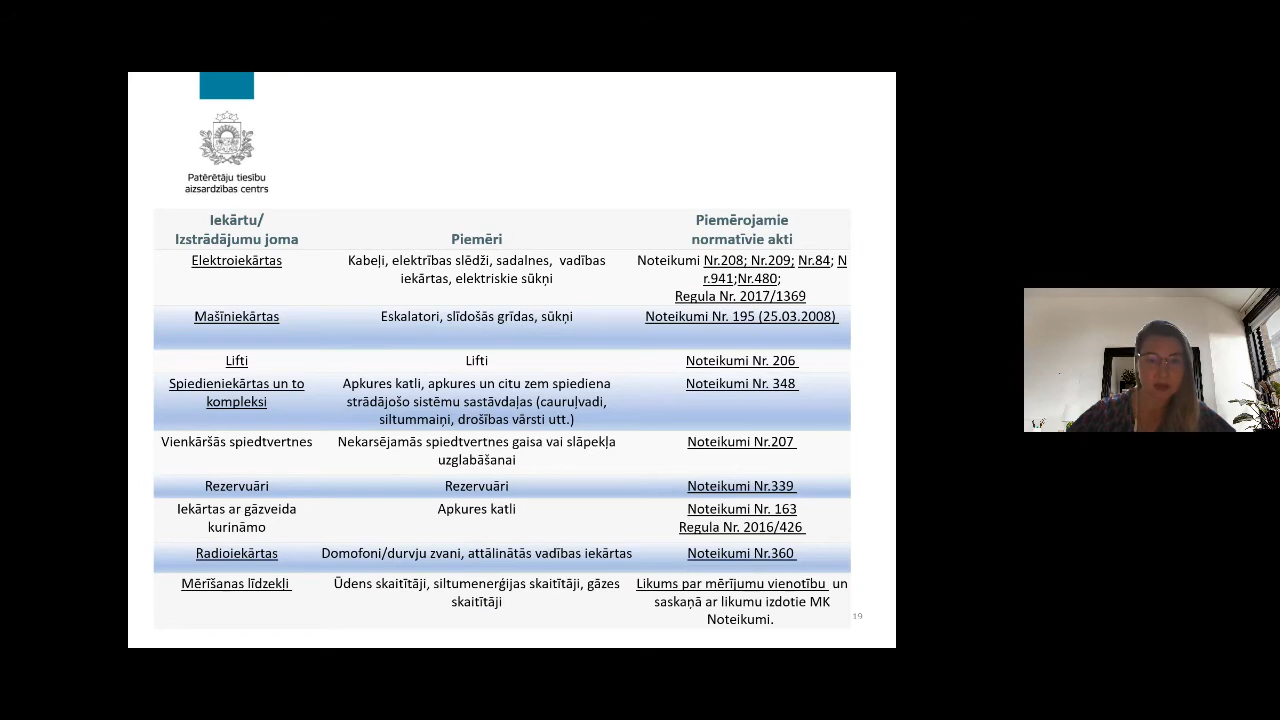 Patērētāju tiesību
aizsardzības centrs
Iekārtu/
Izstrādājumu joma
Piemēri
Piemērojamie
normatīvie akti
Elektroiekārtas
Kabeļi, elektrības slēdži, sadalnes, vadības
iekārtas, elektriskie sūkņi
Noteikumi Nr.208; Nr.209; Nr.84; N
r.941;Nr.480;
Regula Nr. 2017/1369
Mašīniekārtas
Eskalatori, slīdošās grīdas, sūkņi
Noteikumi Nr. 195 (25.03.2008)
Lifti
Lifti
Noteikumi Nr. 206
Spiedieniekārtas un to
kompleksi
Apkures katli, apkures un citu zem spiediena
strādājošo sistēmu sastāvdaļas (cauruļvadi,
siltummaiņi, drošības vārsti utt.)
Noteikumi Nr. 348
Vienkāršās spiedtvertnes
Nekarsējamās spiedtvertnes gaisa vai slāpekļa
uzglabāšanai
Noteikumi Nr.207
Rezervuāri
Rezervuāri
Noteikumi Nr.339
Iekārtas ar gāzveida
kurināmo
Apkures katli
Noteikumi Nr. 163
Regula Nr. 2016/426
Radioiekārtas
Domofoni/durvju zvani, attālinātās vadības iekārtas
Noteikumi Nr.360
Mērīšanas līdzekļi
Ūdens skaitītāji, siltumenerģijas skaitītāji, gāzes
skaitītāji
Likums par mērījumu vienotību un
saskaņā ar likumu izdotie MK
Noteikumi.
19